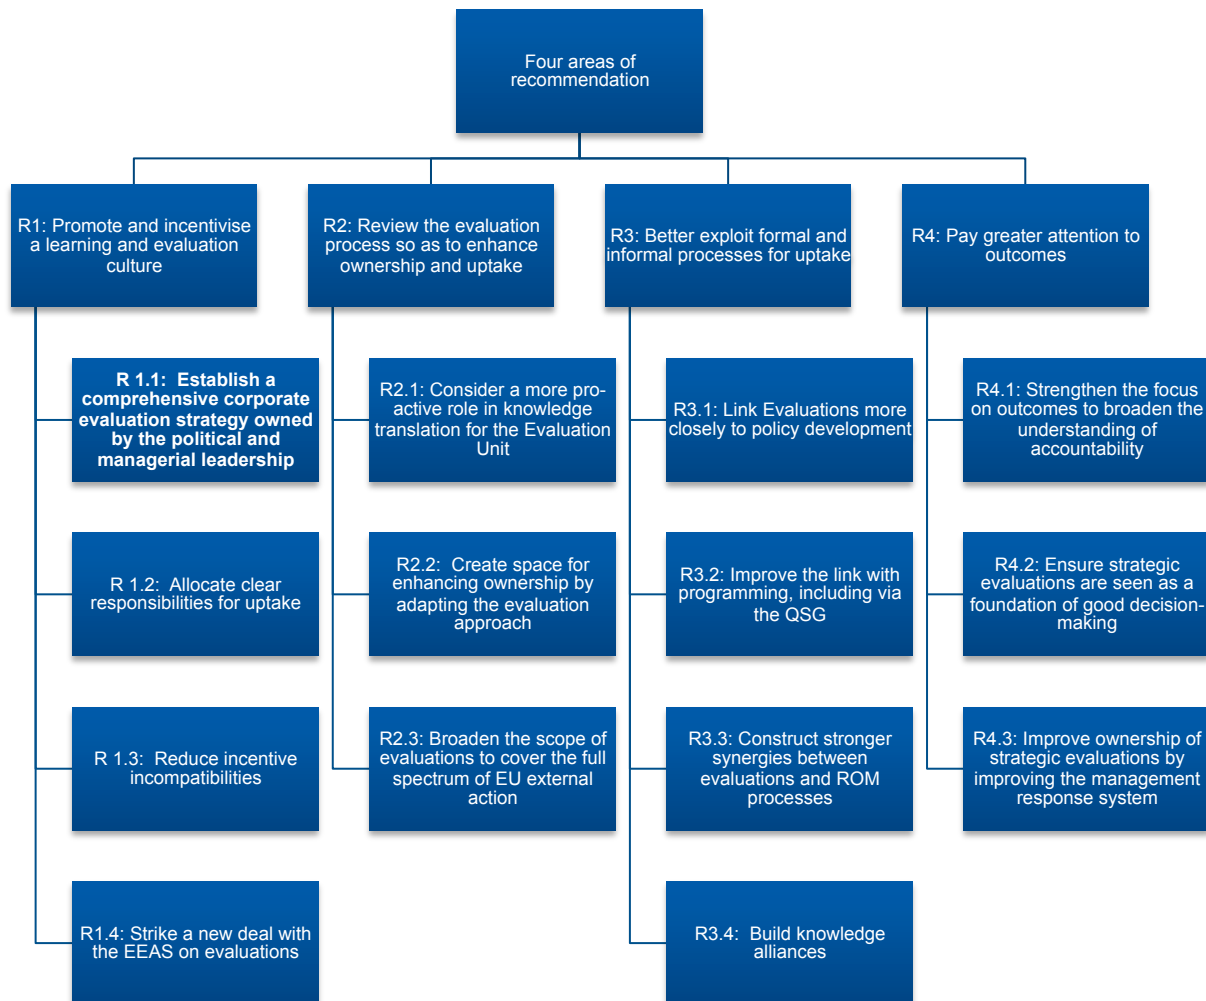 Four areas of
recommendation
R1: Promote and incentivise
a learning and evaluation
culture
R2: Review the evaluation
process so as to enhance
ownership and uptake
R3: Better exploit formal and
informal processes for uptake
R4: Pay greater attention to
outcomes
R 1.1:  Establish a
comprehensive corporate
evaluation strategy owned
by the political and
managerial leadership
R2.1: Consider a more pro-
active role in knowledge
translation for the Evaluation
Unit
R3.1: Link Evaluations more
closely to policy development
R4.1: Strengthen the focus
on outcomes to broaden the
understanding of
accountability
R 1.2:  Allocate clear
responsibilities for uptake
R2.2:  Create space for
enhancing ownership by
adapting the evaluation
approach
R3.2: Improve the link with
programming, including via
the QSG
R4.2: Ensure strategic
evaluations are seen as a
foundation of good decision-
making
R 1.3:  Reduce incentive
incompatibilities
R2.3: Broaden the scope of
evaluations to cover the full
spectrum of EU external
action
R3.3: Construct stronger
synergies between
evaluations and ROM
processes
R4.3: Improve ownership of
strategic evaluations by
improving the management
response system
R1.4: Strike a new deal with
the EEAS on evaluations
R3.4:  Build knowledge
alliances